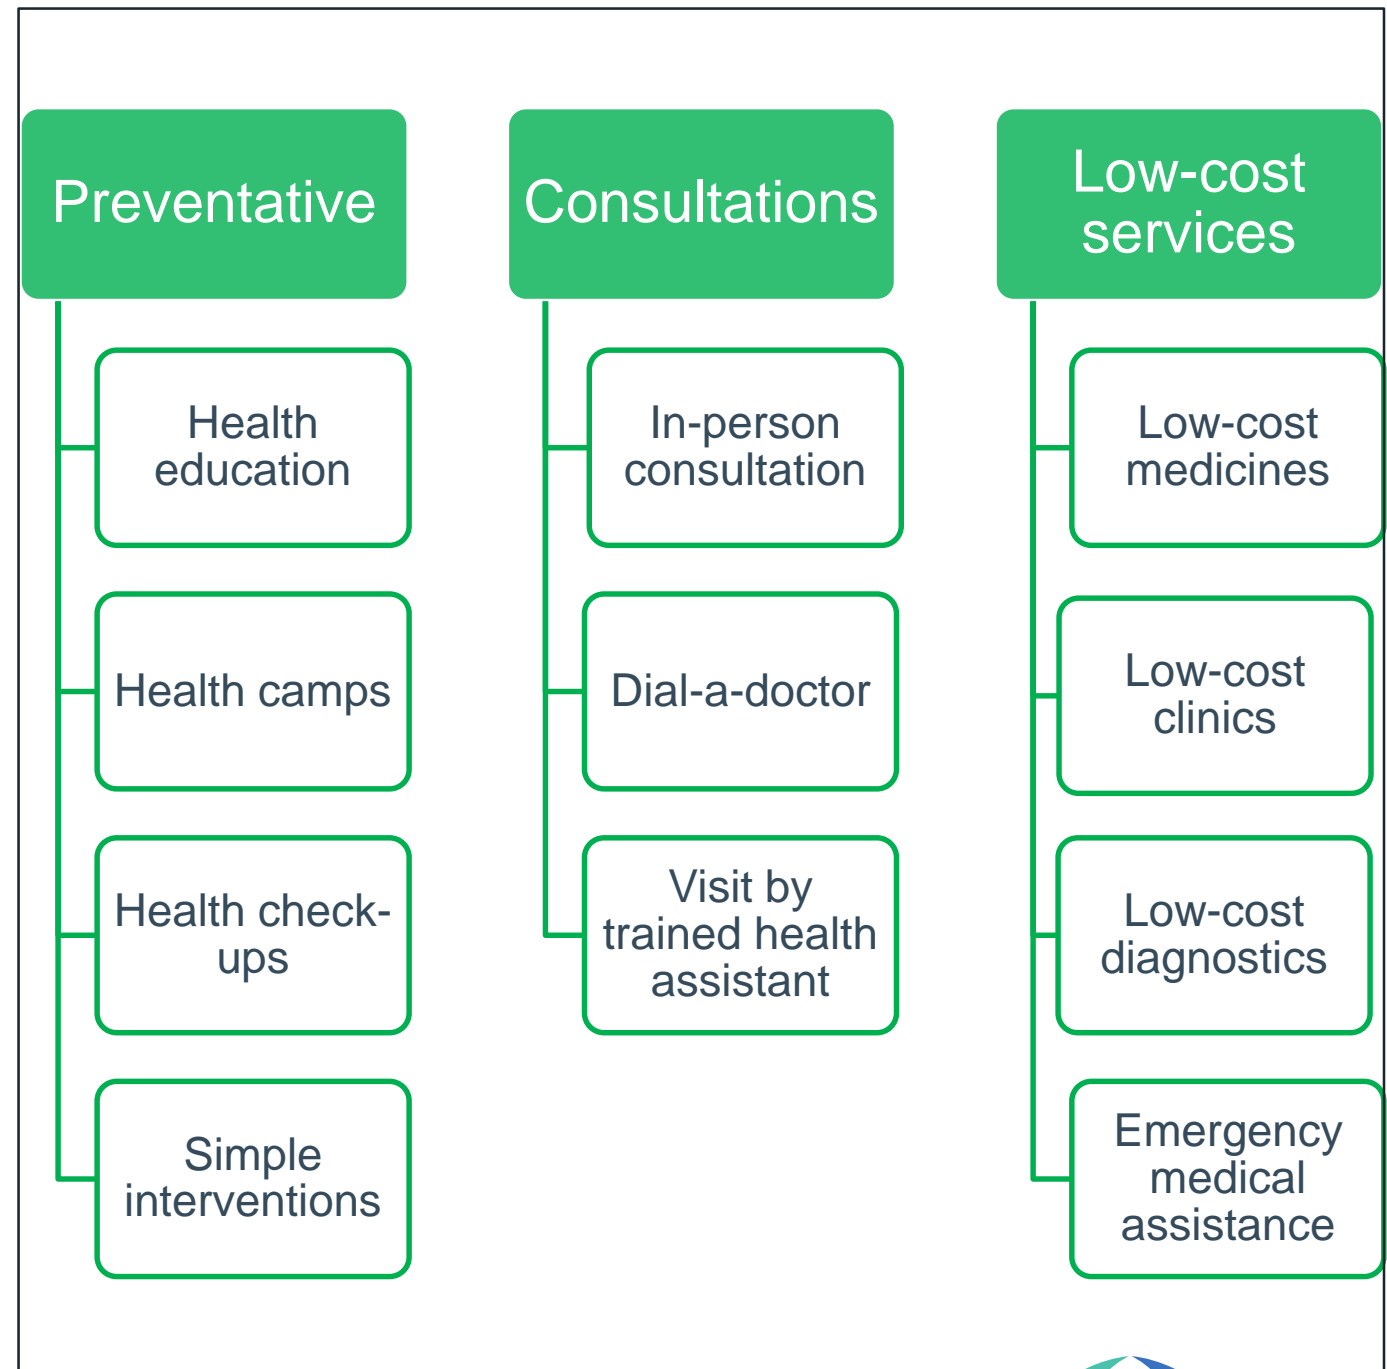 Preventative
Health
education
Health camps
Health check-
ups
Simple
interventions
Consultations
In-person
consultation
Dial-a-doctor
Visit by
trained health
assistant
Low-cost
services
Low-cost
medicines
Low-cost
clinics
Low-cost
diagnostics
Emergency
medical
assistance